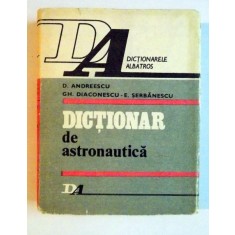 DA
DICȚIONARELE
ALBATROS
D. ANDREESCU
GH. DIACONESCU - E. ȘERBĂNESCU
DICȚIONAR
de
astronautică
DA